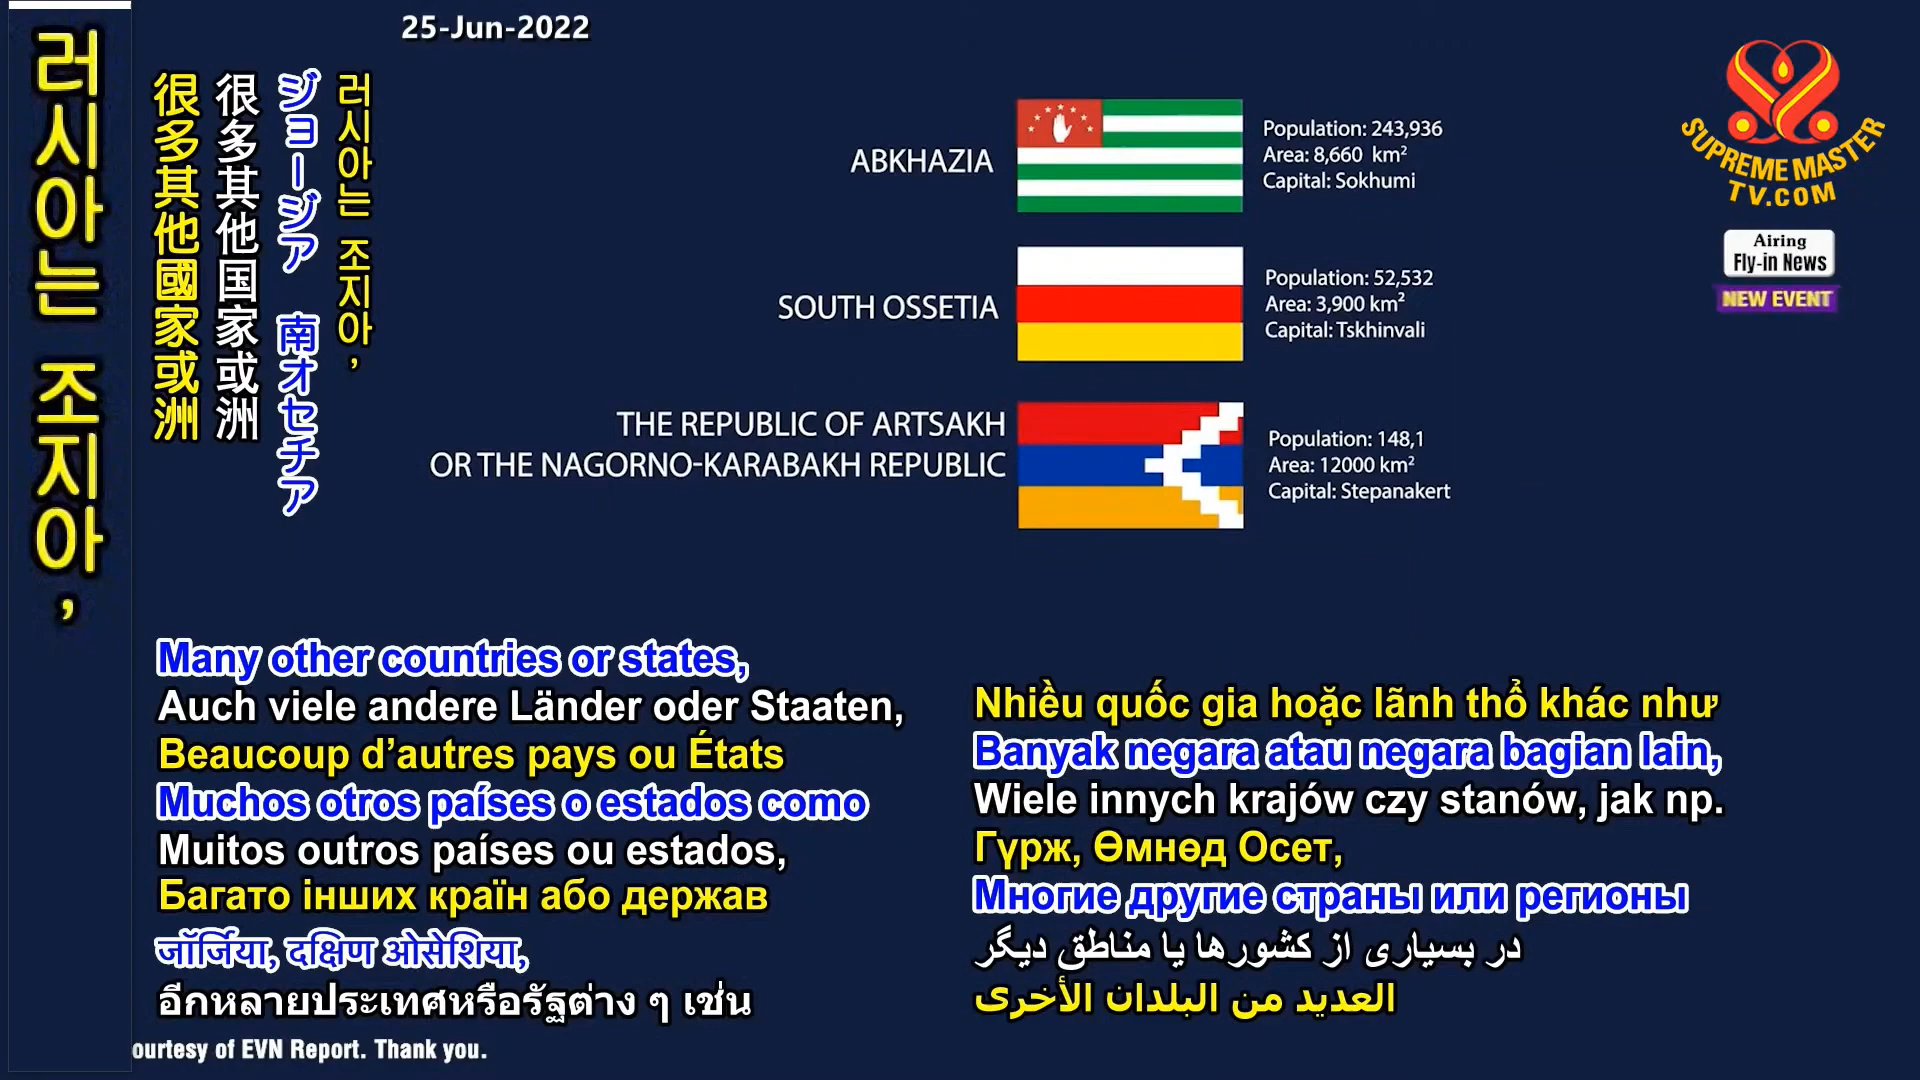 25-Jun-2022
러시아는 조지아,
很多其他國家或洲
很多其他国家或洲
ジョージア 南オセチア
러시아는 조지아,
ABKHAZIA
Population: 243,936
Area: 8,660 km²
Capital: Sokhumi
SOUTH OSSETIA
Population: 52,532
Area: 3,900 km²
Capital: Tskhinvali
THE REPUBLIC OF ARTSAKH
OR THE NAGORNO-KARABAKH REPUBLIC
Population: 148,1
Area: 12000 km²
Capital: Stepanakert
SUPREME MASTER
TV.COM
Airing
Fly-in News
NEW EVENT
Many other countries or states,
Auch viele andere Länder oder Staaten,
Beaucoup d’autres pays ou États
Muchos otros países o estados como
Muitos outros países ou estados,
Багато інших країн або держав
जॉर्जिया, दक्षिण ओसेशिया,
อีกหลายประเทศหรือรัฐต่าง ๆ เช่น
Nhiều quốc gia hoặc lãnh thổ khác như
Banyak negara atau negara bagian lain,
Wiele innych krajów czy stanów, jak np.
Гүрж, Өмнөд Осет,
Многие другие страны или регионы
در بسیاری از کشورها یا مناطق دیگر
العديد من البلدان الأخرى
ourtesy of EVN Report. Thank you.